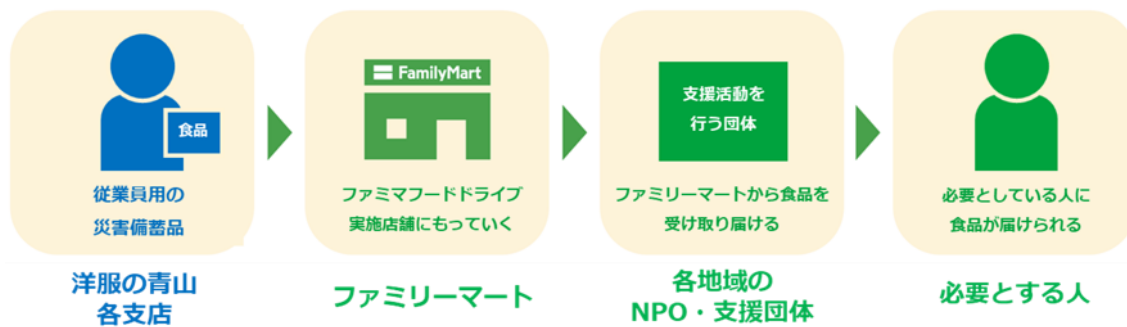 食品
従業員用の
災害備蓄品
洋服の青山
各支店
FamilyMart
ファミマフードドライブ
実施店舗にもっていく
ファミリーマート
支援活動を
行う団体
ファミリーマートから食品を
受け取り届ける
各地域の
NPO・支援団体
必要としている人に
食品が届けられる
必要とする人